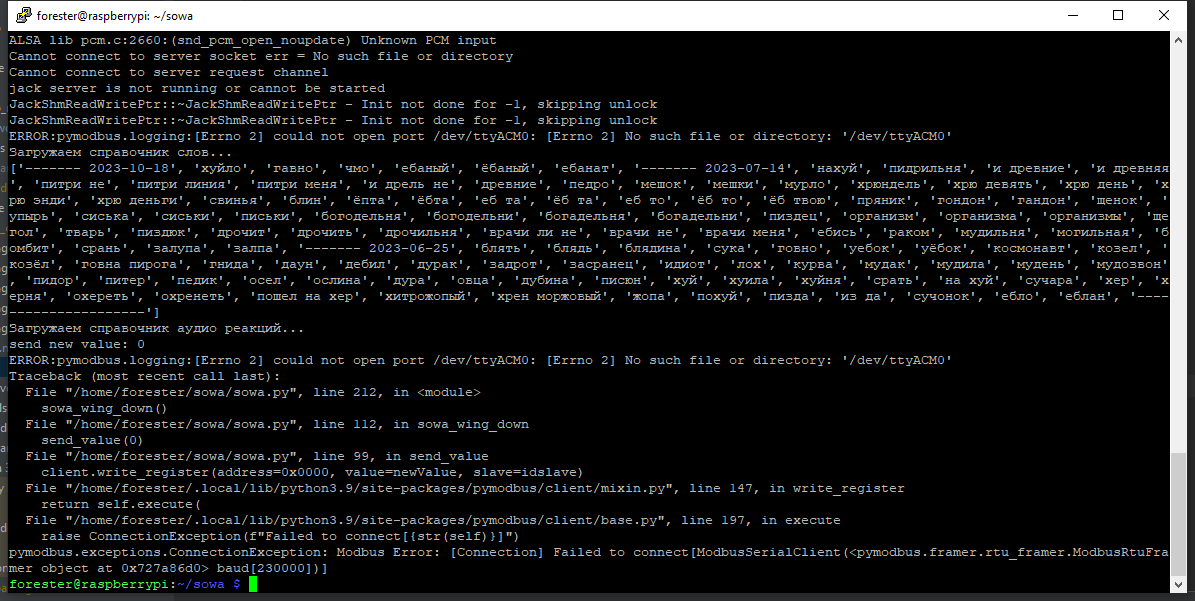 forester@raspberrypi: ~/sowa
ALSA lib pcm.c:2660:(snd_pcm_open_noupdate) Unknown PCM input
Cannot connect to server socket err = No such file or directory
Cannot connect to server request channel
jack server is not running or cannot be started
JackShmReadWritePtr::~JackShmReadWritePtr - Init not done for -1, skipping unlock
JackShmReadWritePtr::~JackShmReadWritePtr - Init not done for -1, skipping unlock
ERROR:pymodbus.logging:[Errno 2] could not open port /dev/ttyACM0: [Errno 2] No such file or directory: '/dev/ttyACM0'
Загружаем справочник слов...
['------- 2023-10-18', 'хуйло', 'гавно', 'чмо', 'ебаный', 'ёбаный', 'ебанат', '------- 2023-07-14', 'нахуй', 'пидрильна', 'и древние', 'и древняя
', 'питри не', 'питри линия', 'питри меня', 'и дрель не', 'древние', 'педро', 'мешок', 'мешки', 'мурло', 'хрюндель', 'хрю девять', 'хрю день', 'х
рю энди', 'хрю деньги', 'свинья', 'блин', 'ёпта', 'ёбта', 'еб та', 'ёб та', 'еб то', 'ёб то', 'ёб твою', 'пряник', 'гондон', 'гандон', 'щенок', '
упырь', 'сиська', 'сиськи', 'письки', 'богодельня', 'богодельни', 'богадельня', 'богадельни', 'пиздец', 'организм', 'организма', 'организмы', 'ще
гол', 'тварь', 'пиздюк', 'дрочит', 'дрочить', 'дрочильня', 'врачи ли не', 'врачи не', 'врачи меня', 'ебись', 'раком', 'мудильня', 'могильная', 'б
омбит', 'срань', 'залупа', 'залпа', '------- 2023-06-25', 'блять', 'блядь', 'блядина', 'сука', 'говно', 'уебок', 'уёбок', 'космонавт', 'козел', '
козёл', 'говна пирога', 'гнида', 'даун', 'дебил', 'дурак', 'задрот', 'засранец', 'идиот', 'лох', 'курва', 'мудак', 'мудила', 'мудень', 'мудозвон'
, 'пидор', 'питер', 'педик', 'осел', 'ослина', 'дура', 'овца', 'дубина', 'писюн', 'хуй', 'хуила', 'хуйня', 'срать', 'на хуй', 'сучара', 'хер', 'х
ерня', 'охереть', 'охренеть', 'пошел на хер', 'хитрожопый', 'хрен моржовый', 'жопа', 'похуй', 'пизда', 'из да', 'сучонок', 'ебло', 'еблан', '----
-----------------']
Загружаем справочник аудио реакций...
send new value: 0
ERROR:pymodbus.logging:[Errno 2] could not open port /dev/ttyACM0: [Errno 2] No such file or directory: '/dev/ttyACM0'
Traceback (most recent call last):
File "/home/forester/sowa/sowa.py", line 212, in <module>
sowa_wing_down()
File "/home/forester/sowa/sowa.py", line 112, in sowa_wing_down
send_value(0)
File "/home/forester/sowa/sowa.py", line 99, in send_value
client.write_register(address=0x0000, value=newValue, slave=idslave)
File "/home/forester/.local/lib/python3.9/site-packages/pymodbus/client/mixin.py", line 147, in write_register
return self.execute(
File "/home/forester/.local/lib/python3.9/site-packages/pymodbus/client/base.py", line 197, in execute
raise ConnectionException(f"Failed to connect[{str(self)}]")
pymodbus.exceptions.ConnectionException: Modbus Error: [Connection] Failed to connect[ModbusSerialClient(<pymodbus.framer.rtu_framer.ModbusRtuFra
mer object at 0x727a86d0> baud[230000])]
forester@raspberrypi:~/sowa $